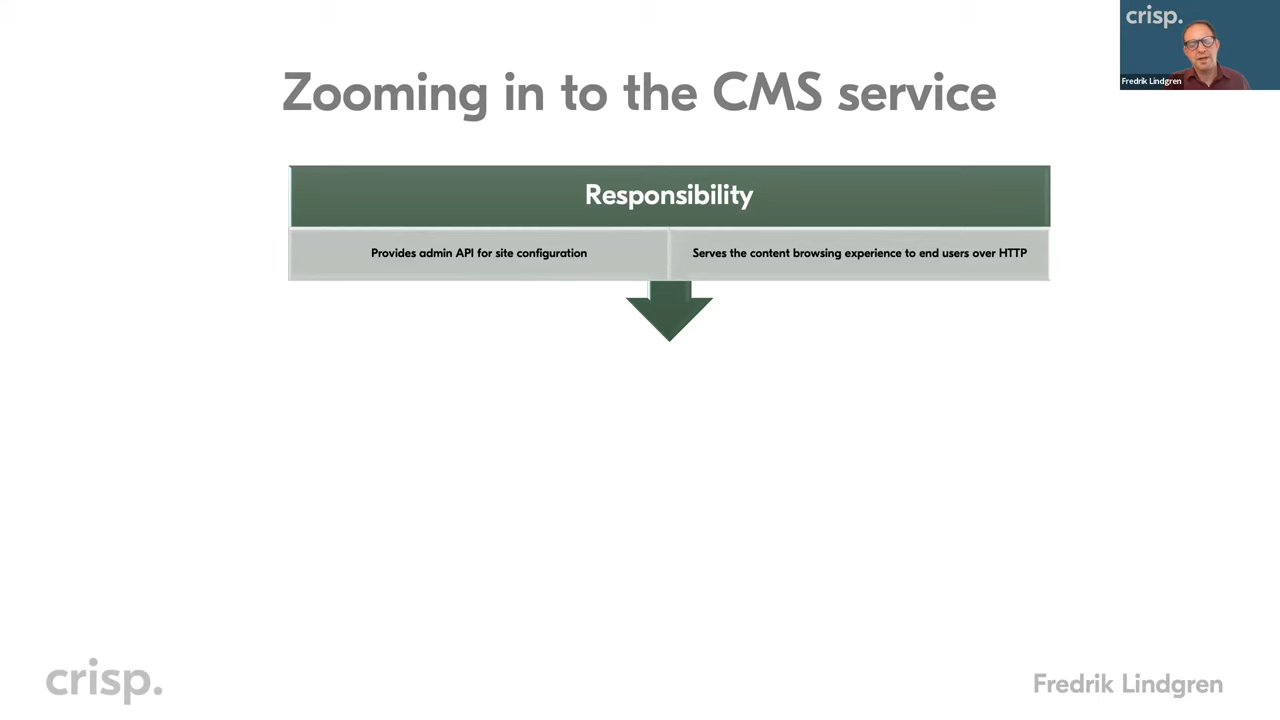 crisp.
Fredrik Lindgren
Zooming in to the CMS service
Responsibility
Provides admin API for site configuration
Serves the content browsing experience to end users over HTTP
crisp.
Fredrik Lindgren